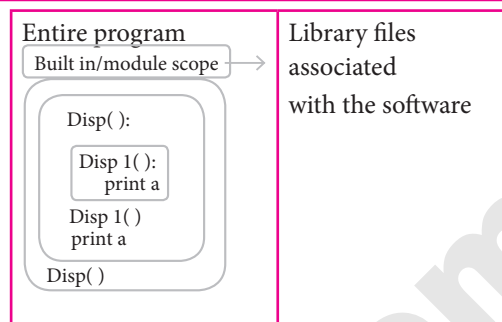 Entire program
Built in/module scope
Disp( ):
Disp 1( ):
print a
Disp 1( )
print a
Disp( )
Library files
associated
with the software